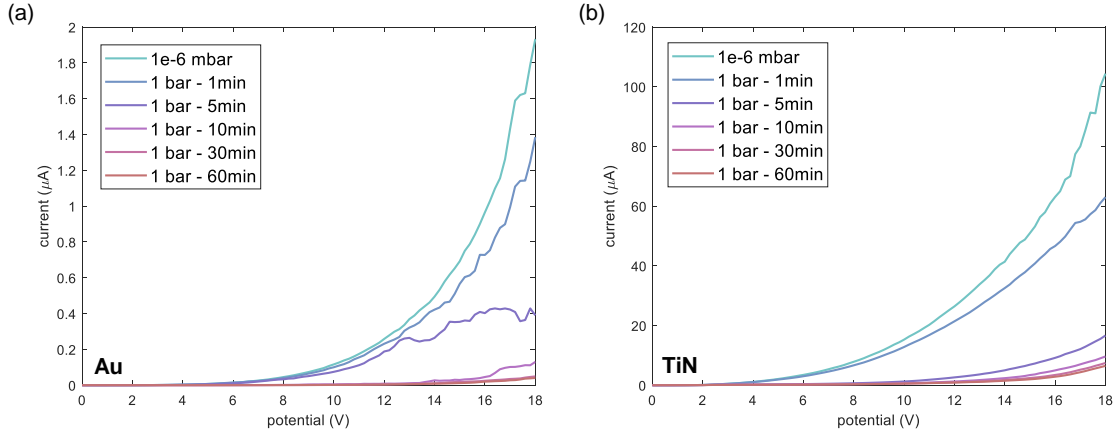 (a)
2
1.8
1.6
1.4
1.2
1
0.8
0.6
0.4
0.2
0
current (μA)
1e-6 mbar
1 bar - 1min
1 bar - 5min
1 bar - 10min
1 bar - 30min
1 bar - 60min
Au
0 2 4 6 8 10 12 14 16 18
potential (V)
(b)
120
100
80
60
40
20
0
current (μA)
1e-6 mbar
1 bar - 1min
1 bar - 5min
1 bar - 10min
1 bar - 30min
1 bar - 60min
TiN
0 2 4 6 8 10 12 14 16 18
potential (V)